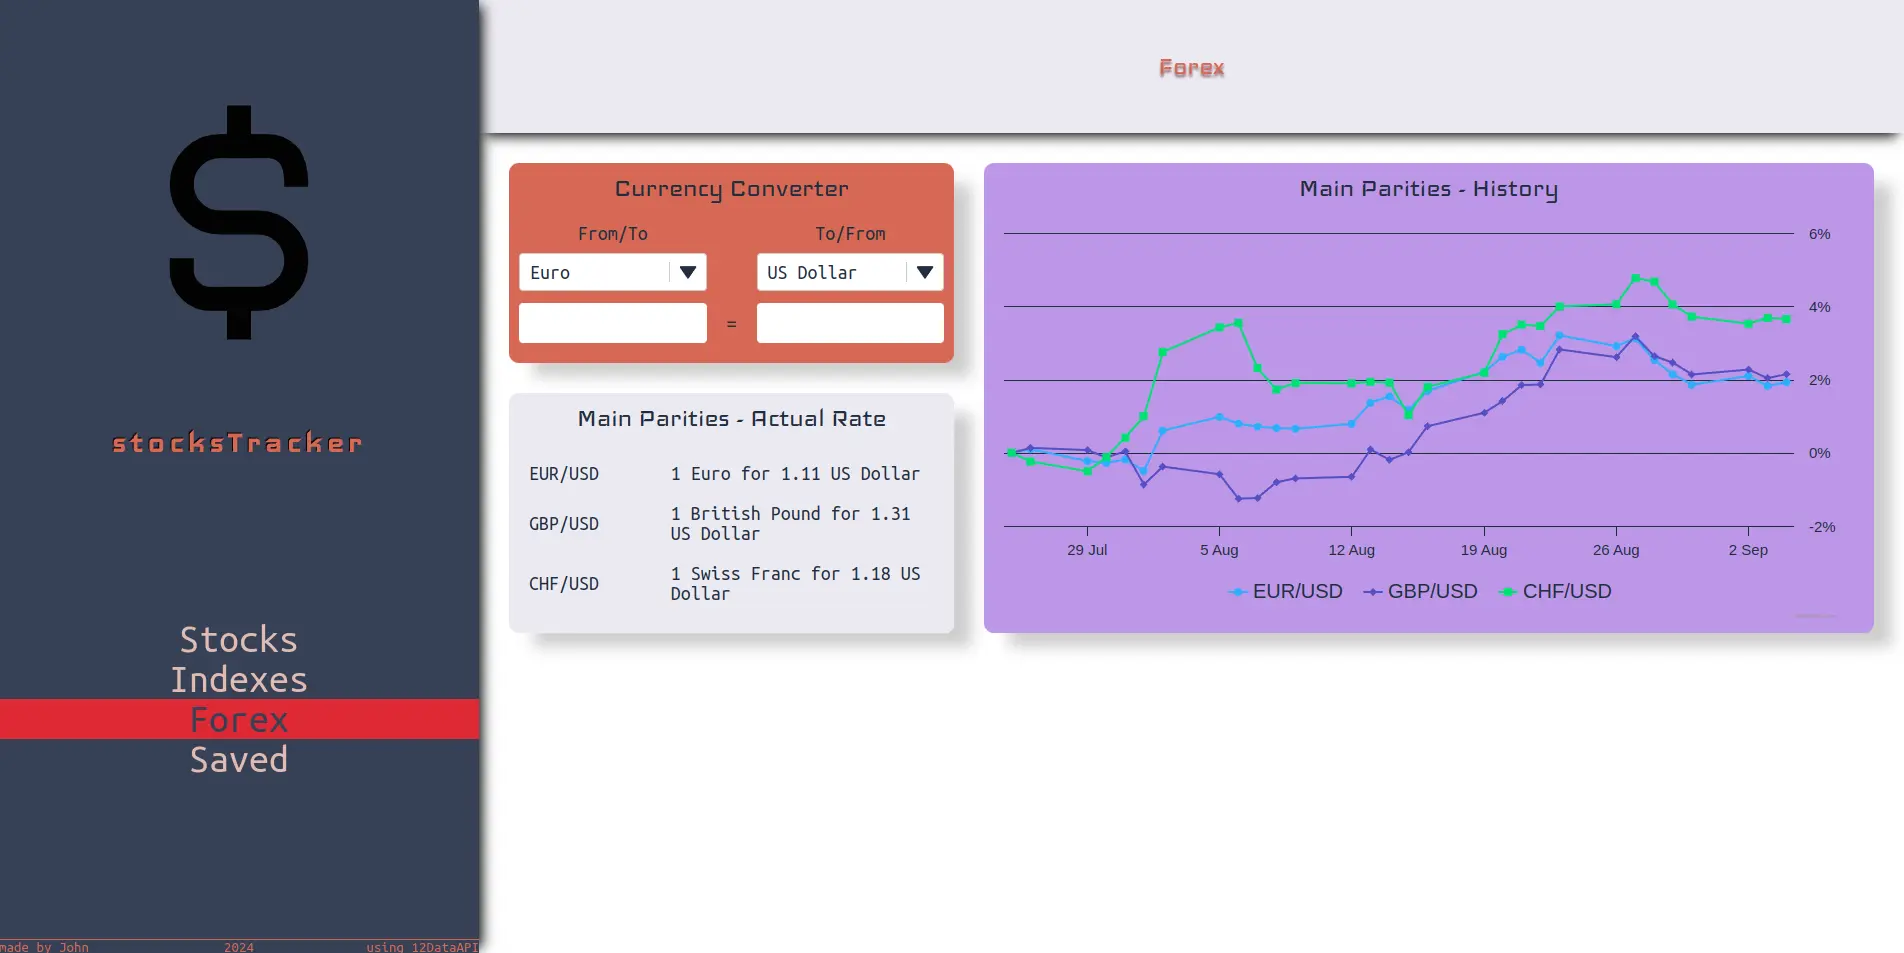 stocksTracker
Stocks
Indexes
Forex
Saved
made by John 2024 using 12DataAPI
Forex
Currency Converter
From/To To/From
Euro US Dollar
=
Main Parities - Actual Rate
EUR/USD 1 Euro for 1.11 US Dollar
GBP/USD 1 British Pound for 1.31
US Dollar
CHF/USD 1 Swiss Franc for 1.18 US
Dollar
Main Parities - History
6%
4%
2%
0%
-2%
29 Jul 5 Aug 12 Aug 19 Aug 26 Aug 2 Sep
EUR/USD GBP/USD CHF/USD